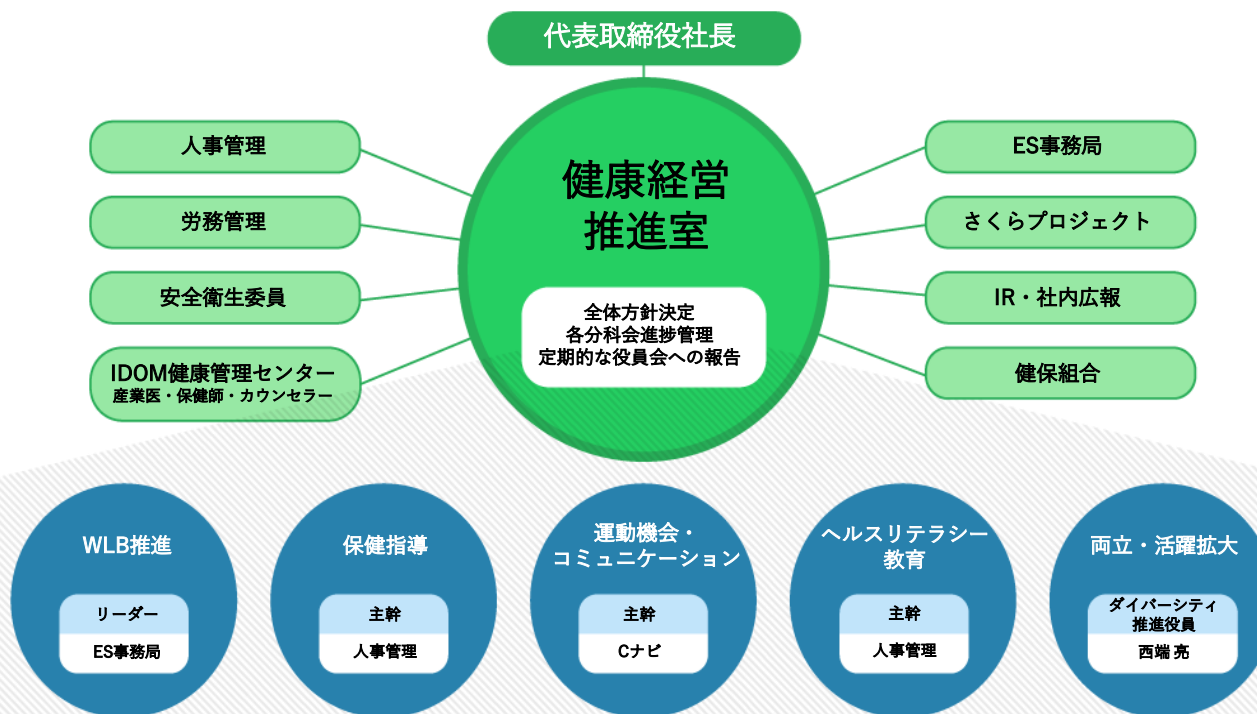 代表取締役社長
健康経営
推進室
全体方針決定
各分科会進捗管理
定期的な役員会への報告
人事管理
労務管理
安全衛生委員
IDOM健康管理センター
産業医・保健師・カウンセラー
ES事務局
さくらプロジェクト
IR・社内広報
健保組合
WLB推進
リーダー
ES事務局
保健指導
主幹
人事管理
運動機会・
コミュニケーション
主幹
Cナビ
ヘルスリテラシー
教育
主幹
人事管理
両立・活躍拡大
ダイバーシティ
推進役員
西端 亮